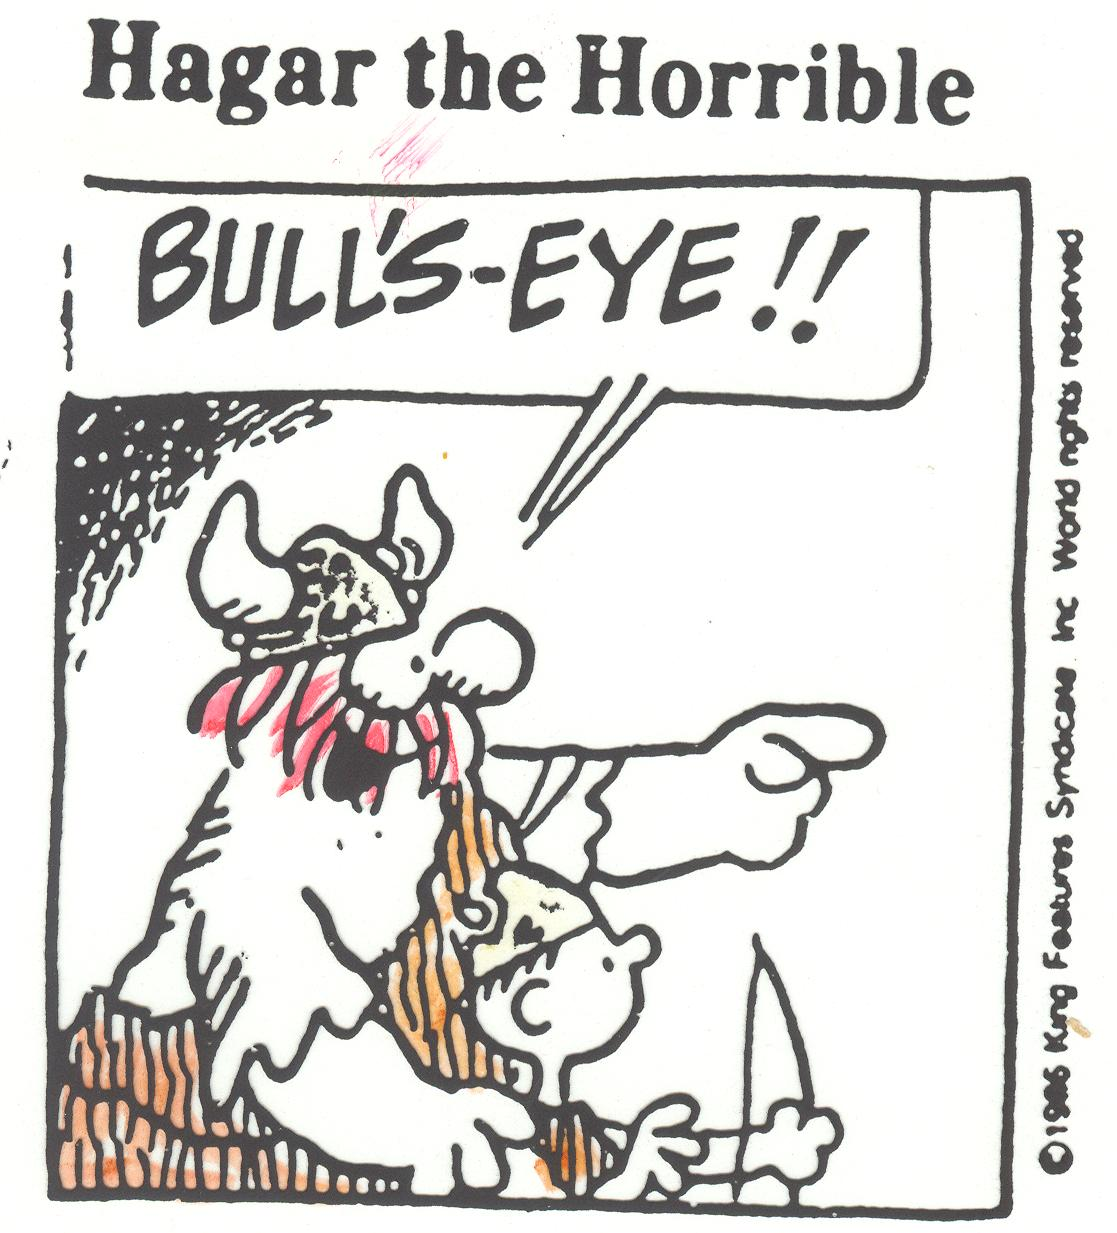 Hagar the Horrible
BULL'S-EYE!!
©1986 King Features Syndicate Inc World rights reserved